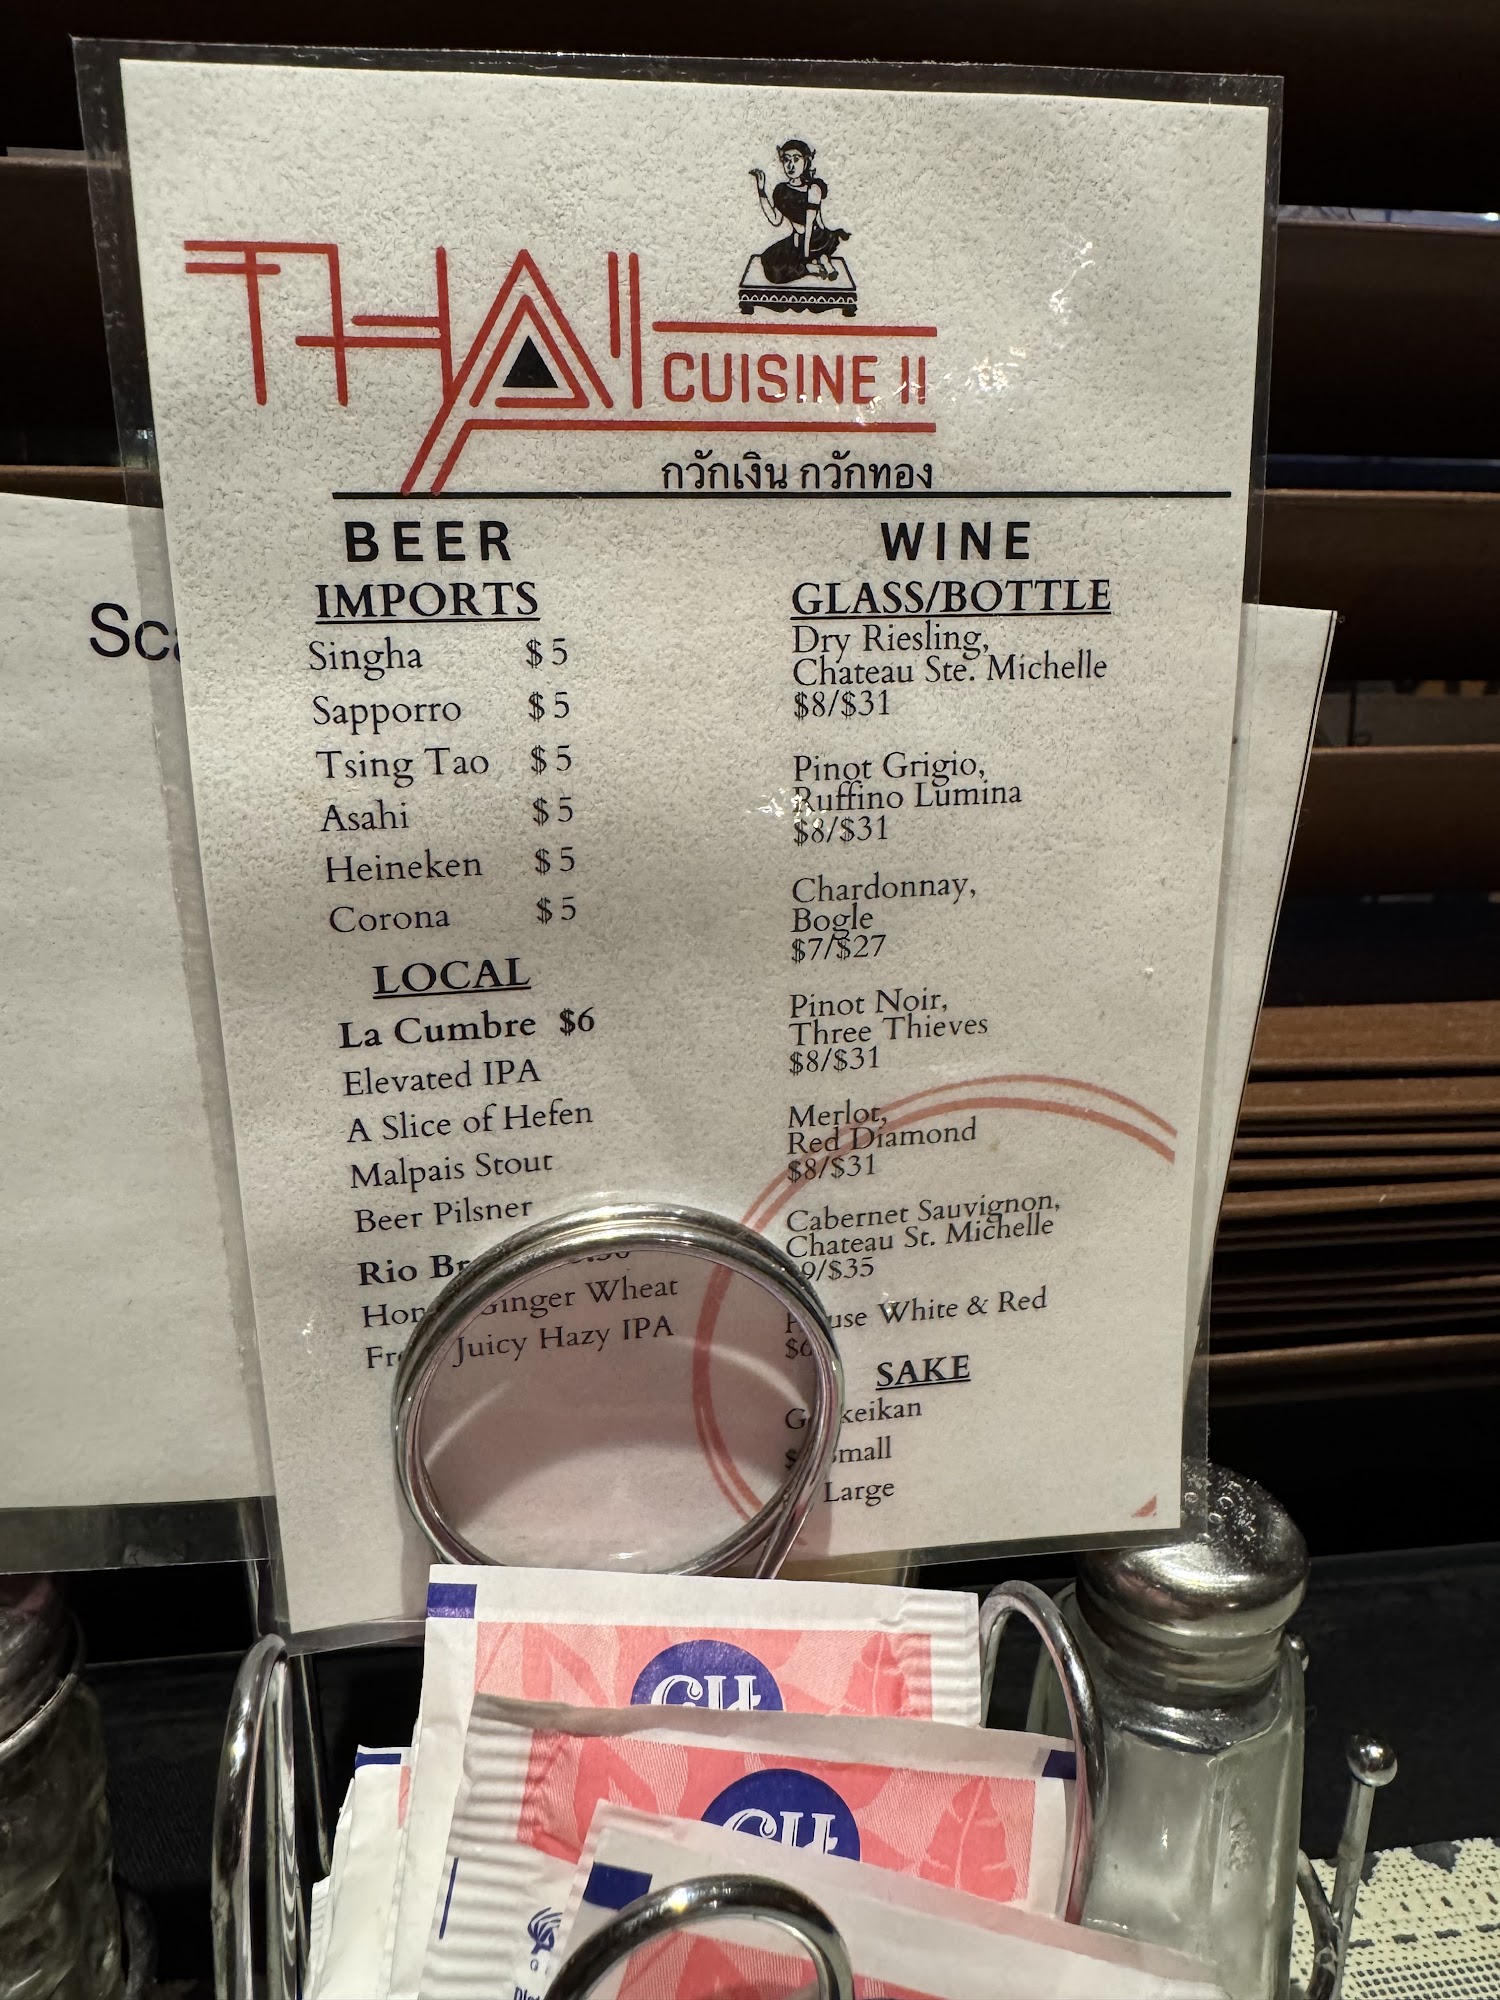 THAI
CUISINE II
กวักเงิน กวักทอง
BEER
IMPORTS
Singha $5
Sapporro $5
Tsing Tao $5
Asahi $5
Heineken $5
Corona $5
LOCAL
La Cumbre $6
Elevated IPA
A Slice of Hefen
Malpais Stout
Beer Pilsner
Rio
Ginger Wheat
Juicy Hazy IPA
WINE
GLASS/BOTTLE
Dry Riesling,
Chateau Ste. Michelle
$8/$31
Pinot Grigio,
Ruffino Lumina
$8/$31
Chardonnay,
Bogle
$7/$27
Pinot Noir,
Three Thieves
$8/$31
Merlot,
Red Diamond
$8/$31
Cabernet Sauvignon,
Chateau St. Michelle
9/$35
White & Red
SAKE
Small
Large